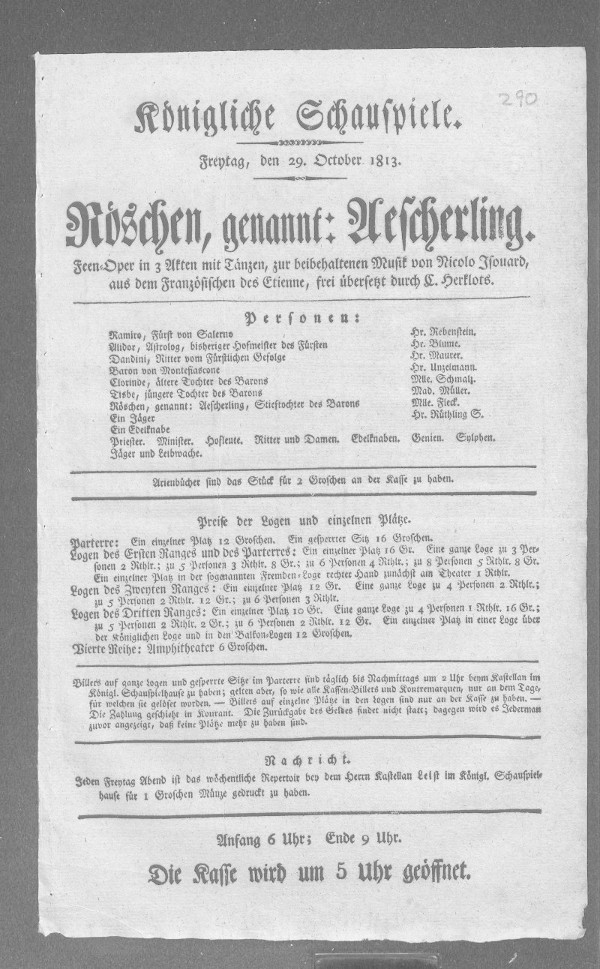 290
Königliche Schauspiele.
Freytag, den 29. October 1813.
Röschen, genannt: Aescherling.
Feen-Oper in 3 Akten mit Tänzen, zur beibehaltenen Musik von Nicolo Isouard,
aus dem Französischen des Etienne, frei übersetzt durch C. Herklots.
Personen:
Ramiro, Fürst von Salerno Hr. Rebenstein.
Alidor, Astrolog, bisheriger Hofmeister des Fürsten Hr. Blume.
Dandini, Ritter vom Fürstlichen Gefolge Hr. Maurer.
Baron von Montefiascone Hr. Unzelmann.
Clorinde, ältere Tochter des Barons Mlle. Schmalz.
Tisbe, jüngere Tochter des Barons Mad. Müller.
Röschen, genannt: Aescherling, Stieftochter des Barons Mlle. Fleck.
Ein Jäger Hr. Rüthling S.
Ein Edelknabe
Priester. Minister. Hofleute. Ritter und Damen. Edelknaben. Genien. Sylphen.
Jäger und Leibwache.
Arienbücher sind das Stück für 2 Groschen an der Kasse zu haben.
Preise der Logen und einzelnen Plätze.
Parterre: Ein einzelner Platz 12 Groschen. Ein gesperrter Sitz 16 Groschen.
Logen des Ersten Ranges und des Parterres: Ein einzelner Platz 16 Gr. Eine ganze Loge zu 3 Per-
sonen 2 Rthlr.; zu 5 Personen 3 Rthlr. 8 Gr.; zu 6 Personen 4 Rthlr.; zu 8 Personen 5 Rthlr. 8 Gr.
Ein einzelner Platz in der sogenannten Fremden-Loge rechter Hand zunächst am Theater 1 Rthlr.
Logen des Zweyten Ranges: Ein einzelner Platz 12 Gr. Eine ganze Loge zu 4 Personen 2 Rthlr.;
zu 5 Personen 2 Rthlr. 12 Gr.; zu 6 Personen 3 Rthlr.
Logen des Dritten Ranges: Ein einzelner Platz 10 Gr. Eine ganze Loge zu 4 Personen 1 Rthlr. 16 Gr.;
zu 5 Personen 2 Rthlr. 2 Gr.; zu 6 Personen 2 Rthlr. 12 Gr. Ein einzelner Platz in einer Loge über
der Königlichen Loge und in den Balkon-Logen 12 Groschen.
Vierte Reihe: Amphitheater 6 Groschen.
Billets auf ganze Logen und gesperrte Sitze im Parterre sind täglich bis Nachmittags um 2 Uhr beym Kastellan im
Königl. Schauspielhause zu haben; gelten aber, so wie alle Kassen-Billets und Kontremarquen, nur an dem Tage,
für welchen sie gelöset worden. — Billets auf einzelne Plätze in den Logen sind nur an der Kasse zu haben. —
Die Zahlung geschieht in Kourant. Die Zurückgabe des Geldes findet nicht statt; dagegen wird es Jederman
zuvor angezeigt, daß keine Plätze mehr zu haben sind.
Nachricht.
Jeden Freytag Abend ist das wöchentliche Repertoir bey dem Herrn Kastellan Leist im Königl. Schauspiel-
hause für 1 Groschen Münze gedruckt zu haben.
Anfang 6 Uhr; Ende 9 Uhr.
Die Kasse wird um 5 Uhr geöffnet.